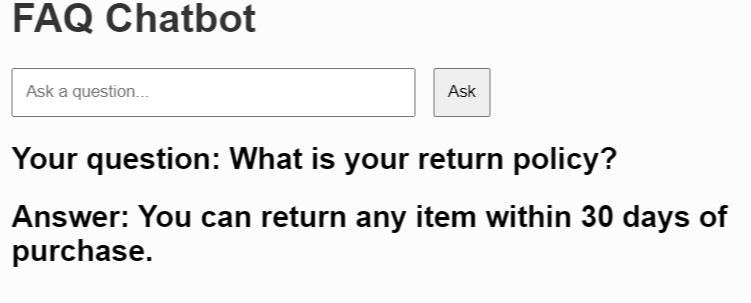 FAQ Chatbot
Ask a question...
Ask
Your question: What is your return policy?
Answer: You can return any item within 30 days of
purchase.